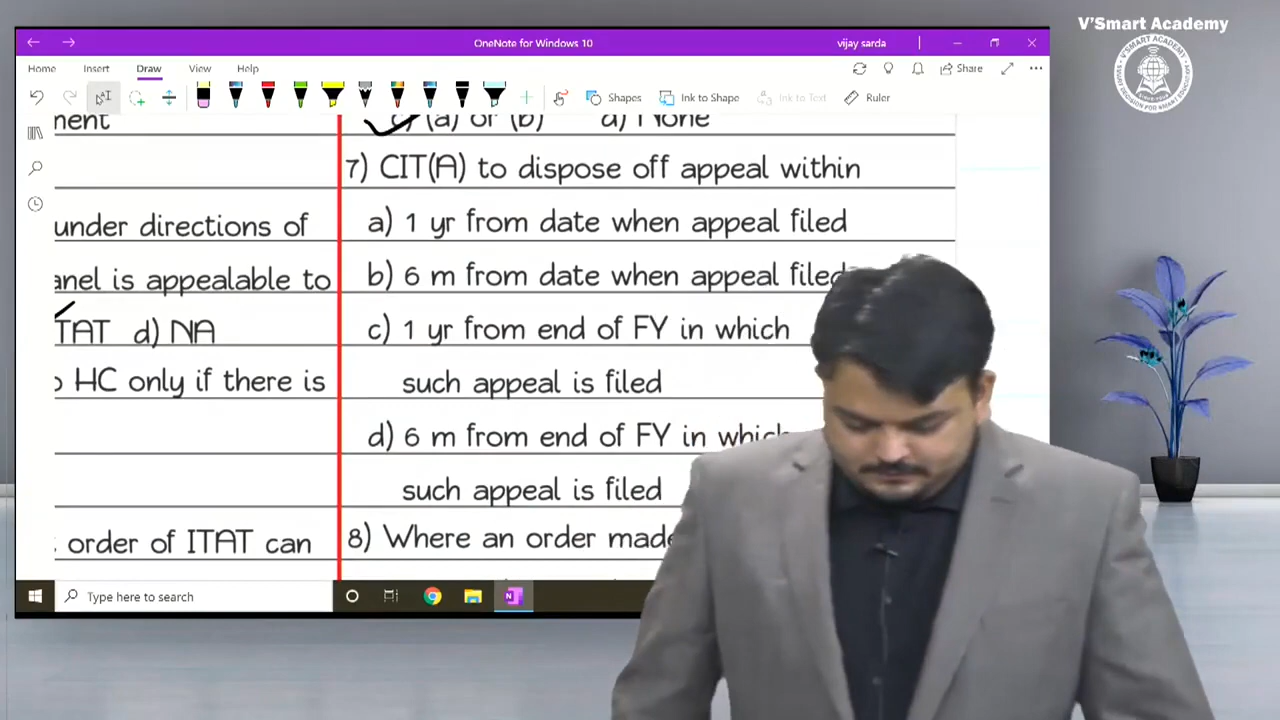 V'Smart Academy
OneNote for Windows 10
vijay sarda
Home Insert Draw View Help
Share
Shapes Ink to Shape Ink to Text Ruler
ment
under directions of
anel is appealable to
TAT d) NA
HC only if there is
order of ITAT can
c) (a) or (b) d) None
7) CIT(A) to dispose off appeal within
a) 1 yr from date when appeal filed
b) 6 m from date when appeal filed
c) 1 yr from end of FY in which
such appeal is filed
d) 6 m from end of FY in which
such appeal is filed
8) Where an order made
Type here to search